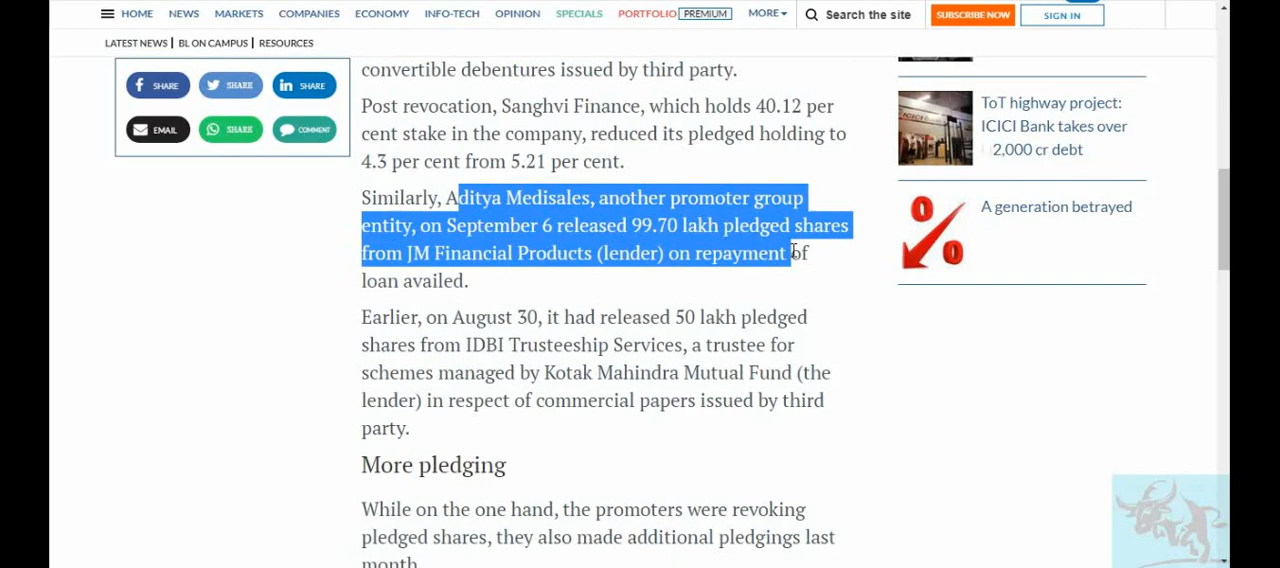 HOME NEWS MARKETS COMPANIES ECONOMY INFO-TECH OPINION SPECIALS PORTFOLIO PREMIUM MORE Search the site SUBSCRIBE NOW SIGN IN
LATEST NEWS | BL ON CAMPUS | RESOURCES
SHARE SHARE SHARE
EMAIL SHARE COMMENT
convertible debentures issued by third party.
Post revocation, Sanghvi Finance, which holds 40.12 per
cent stake in the company, reduced its pledged holding to
4.3 per cent from 5.21 per cent.
Similarly, Aditya Medisales, another promoter group
entity, on September 6 released 99.70 lakh pledged shares
from JM Financial Products (lender) on repayment of
loan availed.
Earlier, on August 30, it had released 50 lakh pledged
shares from IDBI Trusteeship Services, a trustee for
schemes managed by Kotak Mahindra Mutual Fund (the
lender) in respect of commercial papers issued by third
party.
More pledging
While on the one hand, the promoters were revoking
pledged shares, they also made additional pledgings last
month.
ToT highway project:
ICICI Bank takes over
2,000 cr debt
A generation betrayed